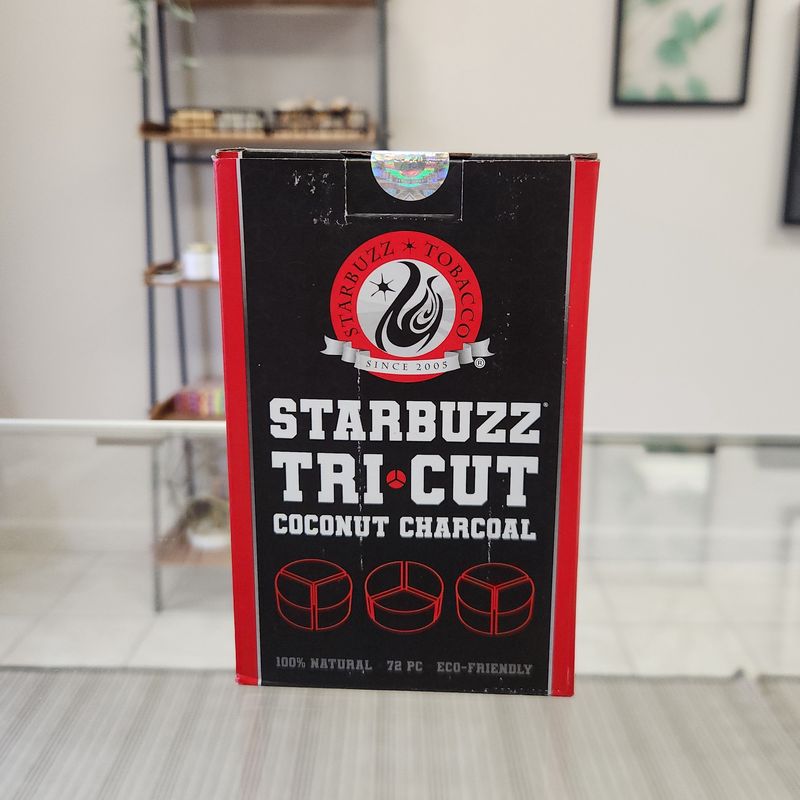 STARBUZZ ✶ TOBACCO
SINCE 2005
®
STARBUZZ®
TRI CUT
COCONUT CHARCOAL
100% NATURAL 72 PC ECO-FRIENDLY